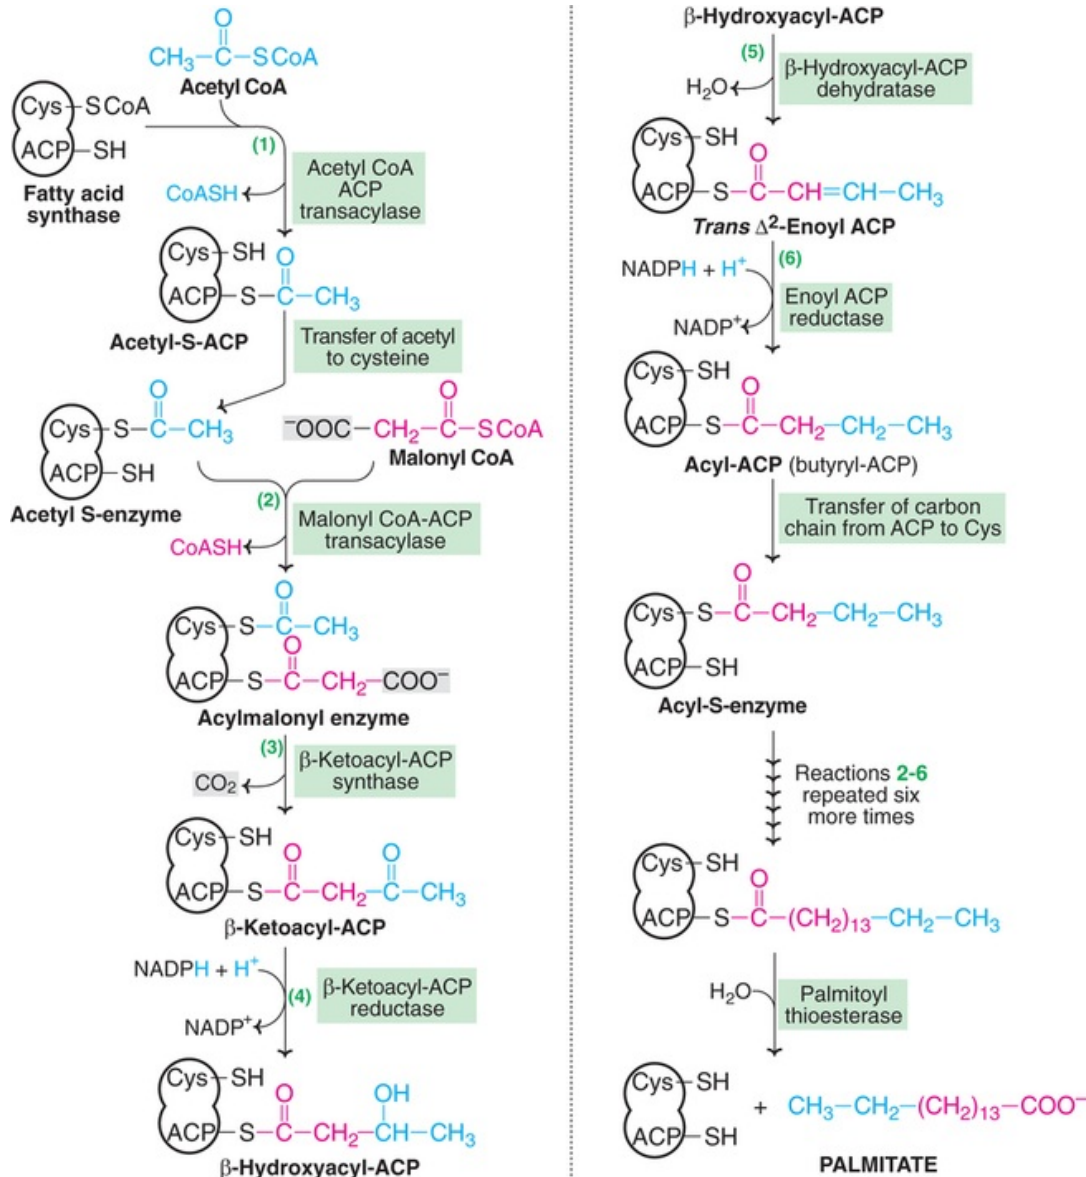 O
CH3–C–SCoA
Acetyl CoA
Cys–SCoA
ACP–SH
Fatty acid
synthase
(1)
CoASH
Acetyl CoA
ACP
transacylase
Cys–SH
O
ACP–S–C–CH3
Acetyl-S-ACP
Transfer of acetyl
to cysteine
O
Cys–S–C–CH3
ACP–SH
Acetyl S-enzyme
O
–OOC–CH2–C–SCoA
Malonyl CoA
(2)
CoASH
Malonyl CoA-ACP
transacylase
O
Cys–S–C–CH3
O
ACP–S–C–CH2–COO–
Acylmalonyl enzyme
(3)
CO2
β-Ketoacyl-ACP
synthase
Cys–SH
O O
ACP–S–C–CH2–C–CH3
β-Ketoacyl-ACP
NADPH + H+
(4)
NADP+
β-Ketoacyl-ACP
reductase
Cys–SH
O OH
ACP–S–C–CH2–CH–CH3
β-Hydroxyacyl-ACP
β-Hydroxyacyl-ACP
(5)
H2O
β-Hydroxyacyl-ACP
dehydratase
Cys–SH
O
ACP–S–C–CH=CH–CH3
Trans Δ2-Enoyl ACP
NADPH + H+
(6)
NADP+
Enoyl ACP
reductase
Cys–SH
O
ACP–S–C–CH2–CH2–CH3
Acyl-ACP (butyryl-ACP)
Transfer of carbon
chain from ACP to Cys
O
Cys–S–C–CH2–CH2–CH3
ACP–SH
Acyl-S-enzyme
Reactions 2-6
repeated six
more times
Cys–SH
O
ACP–S–C–(CH2)13–CH2–CH3
H2O
Palmitoyl
thioesterase
Cys–SH
ACP–SH
+ CH3–CH2–(CH2)13–COO–
PALMITATE